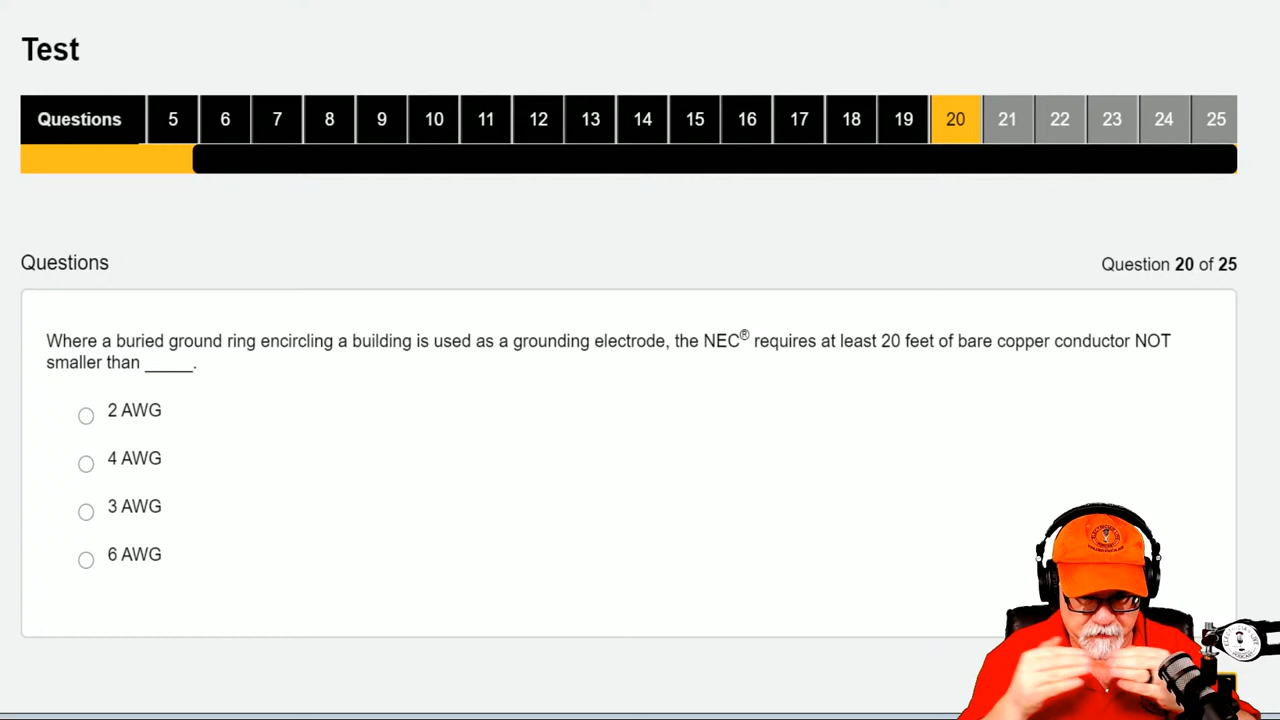 Test
Questions 5 6 7 8 9 10 11 12 13 14 15 16 17 18 19 20 21 22 23 24 25
Questions
Question 20 of 25
Where a buried ground ring encircling a building is used as a grounding electrode, the NEC® requires at least 20 feet of bare copper conductor NOT
smaller than _____.
2 AWG
4 AWG
3 AWG
6 AWG